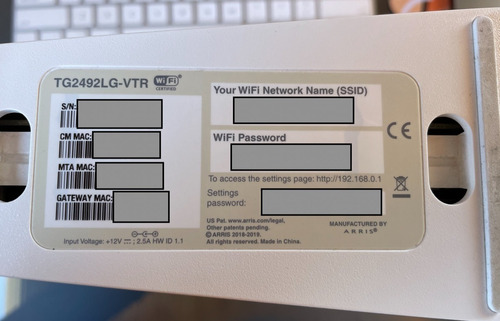 TG2492LG-VTR WiFi CERTIFIED
S/N:
CM MAC:
MTA MAC:
GATEWAY MAC:
Input Voltage: +12V ; 2.5A HW ID 1.1
Your WiFi Network Name (SSID)
WiFi Password
To access the settings page: http://192.168.0.1
Settings
password:
US Pat. www.arris.com/legal,
Other patents pending.
© ARRIS 2018-2019.
All rights reserved. Made in China.
MANUFACTURED BY
ARRIS®
CE